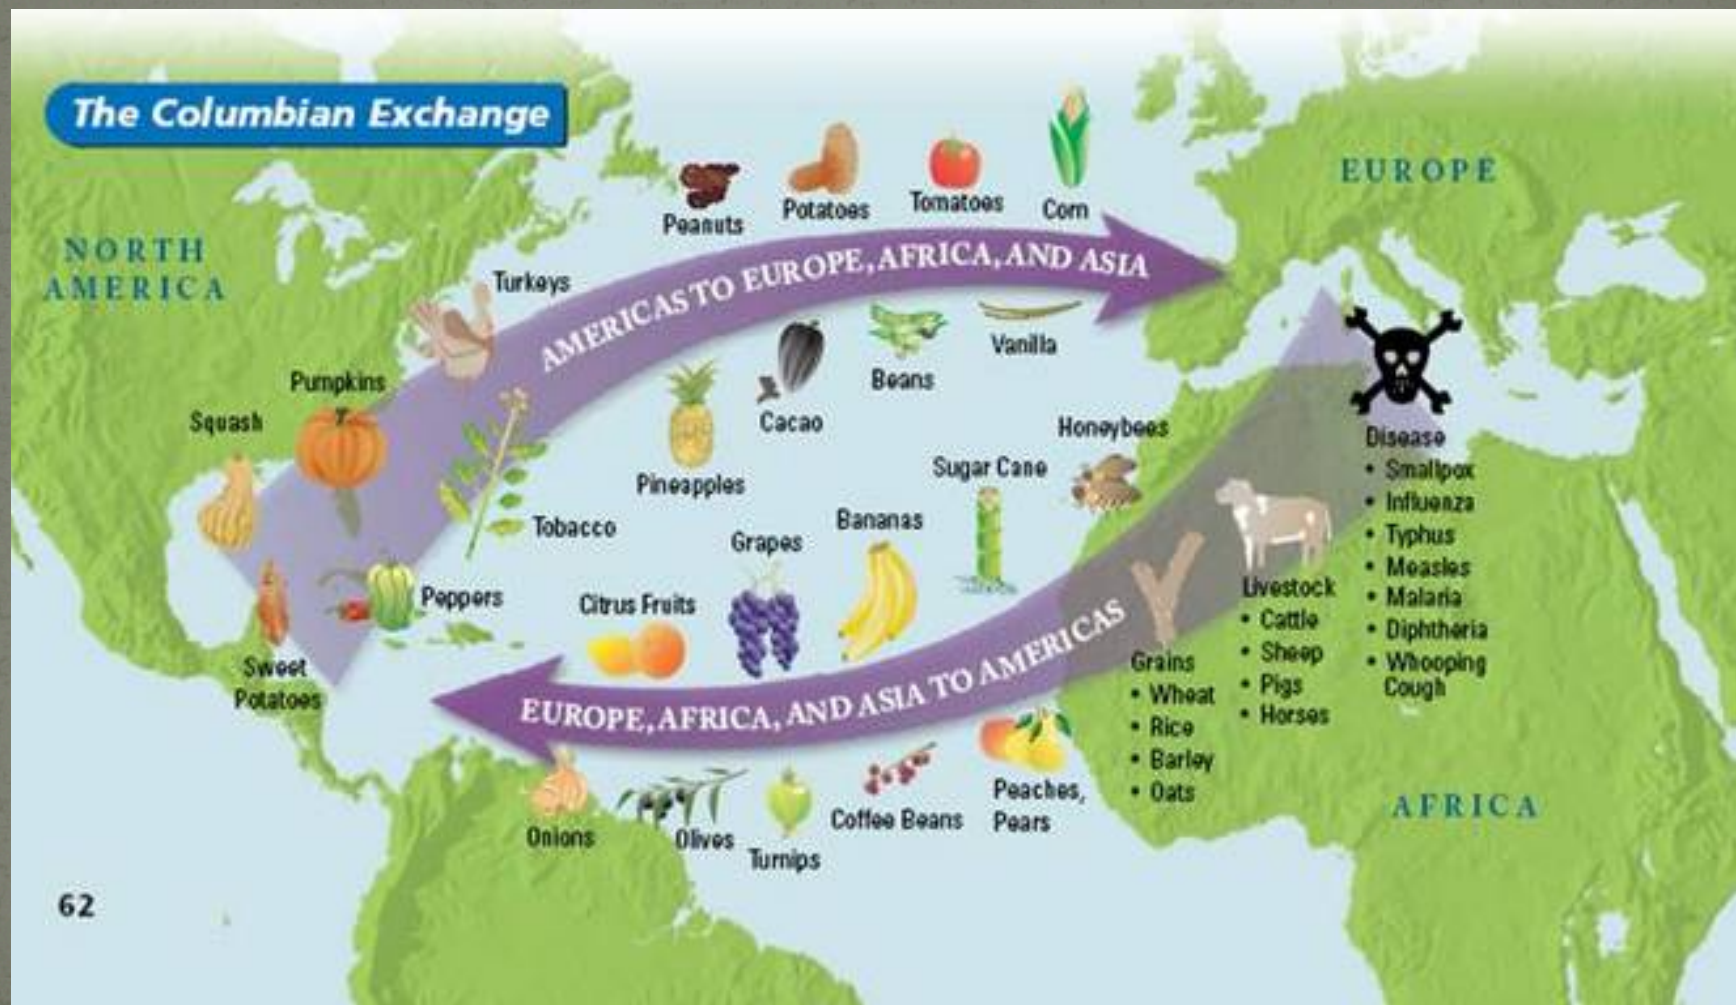 The Columbian Exchange
NORTH
AMERICA
EUROPE
AFRICA
Peanuts
Potatoes
Tomatoes
Corn
Turkeys
AMERICAS TO EUROPE, AFRICA, AND ASIA
Pumpkins
Squash
Pineapples
Cacao
Beans
Vanilla
Tobacco
Peppers
Sweet
Potatoes
Honeybees
Sugar Cane
Bananas
Grapes
Citrus Fruits
EUROPE, AFRICA, AND ASIA TO AMERICAS
Onions
Olives
Turnips
Coffee Beans
Peaches,
Pears
Grains
• Wheat
• Rice
• Barley
• Oats
Livestock
• Cattle
• Sheep
• Pigs
• Horses
Disease
• Smallpox
• Influenza
• Typhus
• Measles
• Malaria
• Diphtheria
• Whooping
Cough
62